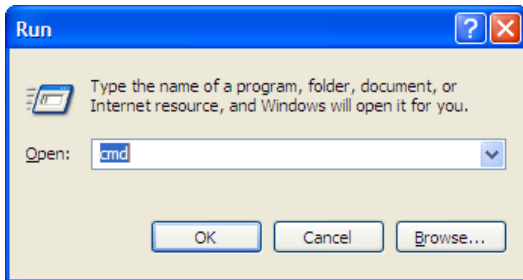 Run
Type the name of a program, folder, document, or
Internet resource, and Windows will open it for you.
Open: cmd
OK Cancel Browse...